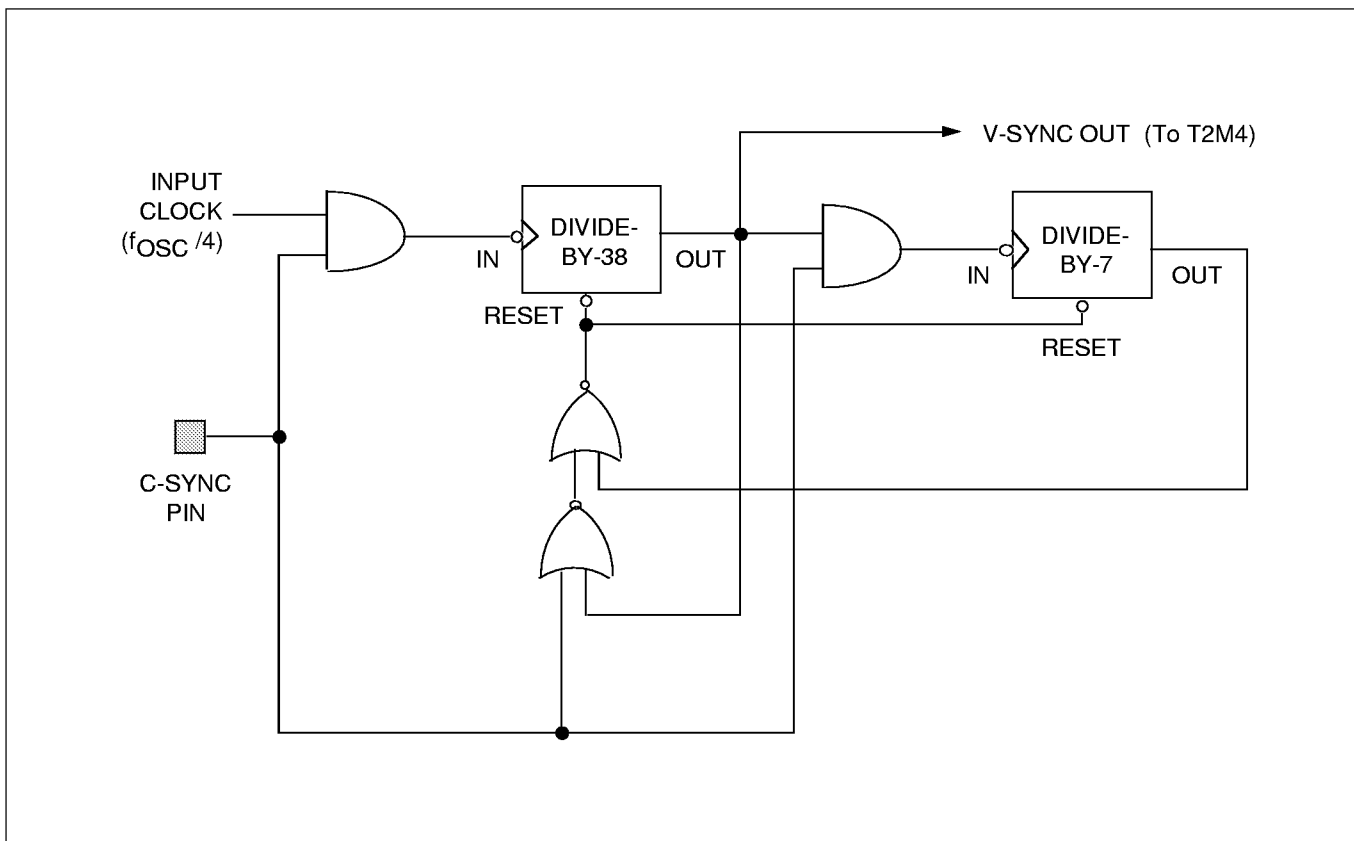 V-SYNC OUT (To T2M4)
INPUT
CLOCK
(fOSC /4)
IN
DIVIDE-
BY-38
OUT
RESET
IN
DIVIDE-
BY-7
OUT
RESET
C-SYNC
PIN